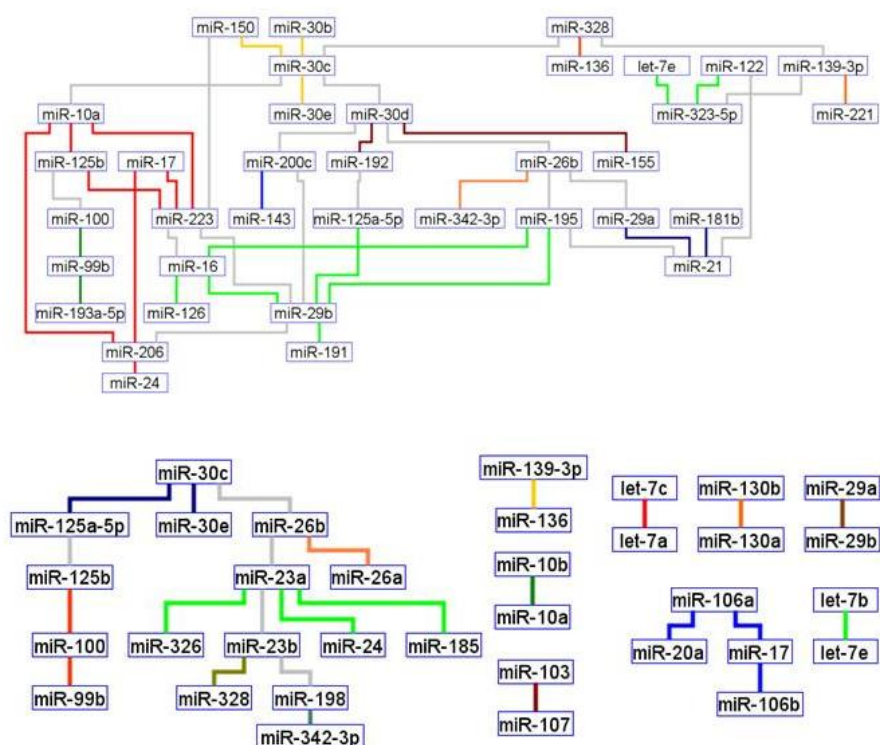 miR-150 miR-30b miR-328
miR-30c miR-136 let-7e miR-122 miR-139-3p
miR-10a miR-30e miR-30d miR-323-5p miR-221
miR-125b miR-17 miR-200c miR-192 miR-26b miR-155
miR-100 miR-223 miR-143 miR-125a-5p miR-342-3p miR-195 miR-29a miR-181b
miR-99b miR-16 miR-21
miR-193a-5p miR-126 miR-29b
miR-206 miR-191
miR-24
miR-30c miR-139-3p let-7c miR-130b miR-29a
miR-125a-5p miR-30e miR-26b miR-136 let-7a miR-130a miR-29b
miR-125b miR-23a miR-26a miR-10b
miR-10a miR-106a let-7b
miR-100 miR-326 miR-23b miR-24 miR-185 miR-20a miR-17 let-7e
miR-99b miR-328 miR-198 miR-103 miR-106b
miR-342-3p miR-107